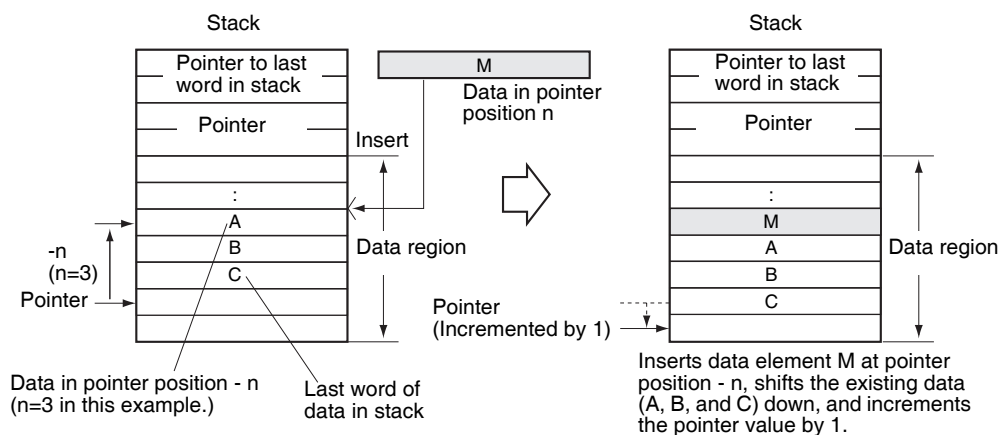 Stack
Pointer to last
word in stack
Pointer
:
A
B
C
-n
(n=3)
Pointer
Data in pointer position - n
(n=3 in this example.)
Last word of
data in stack
M
Data in pointer
position n
Insert
Data region
Stack
Pointer to last
word in stack
Pointer
:
M
A
B
C
Data region
Pointer
(Incremented by 1)
Inserts data element M at pointer
position - n, shifts the existing data
(A, B, and C) down, and increments
the pointer value by 1.